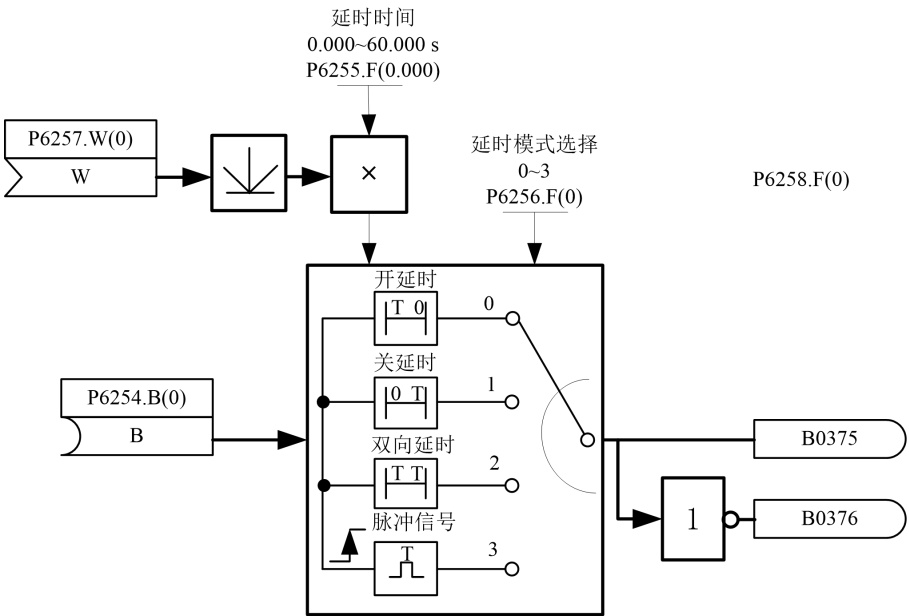 延时时间
0.000~60.000 s
P6255.F(0.000)
P6257.W(0)
W
×
延时模式选择
0~3
P6256.F(0)
P6258.F(0)
开延时
T 0
0
关延时
0 T
1
P6254.B(0)
B
双向延时
T T
2
B0375
脉冲信号
T
3
1
B0376